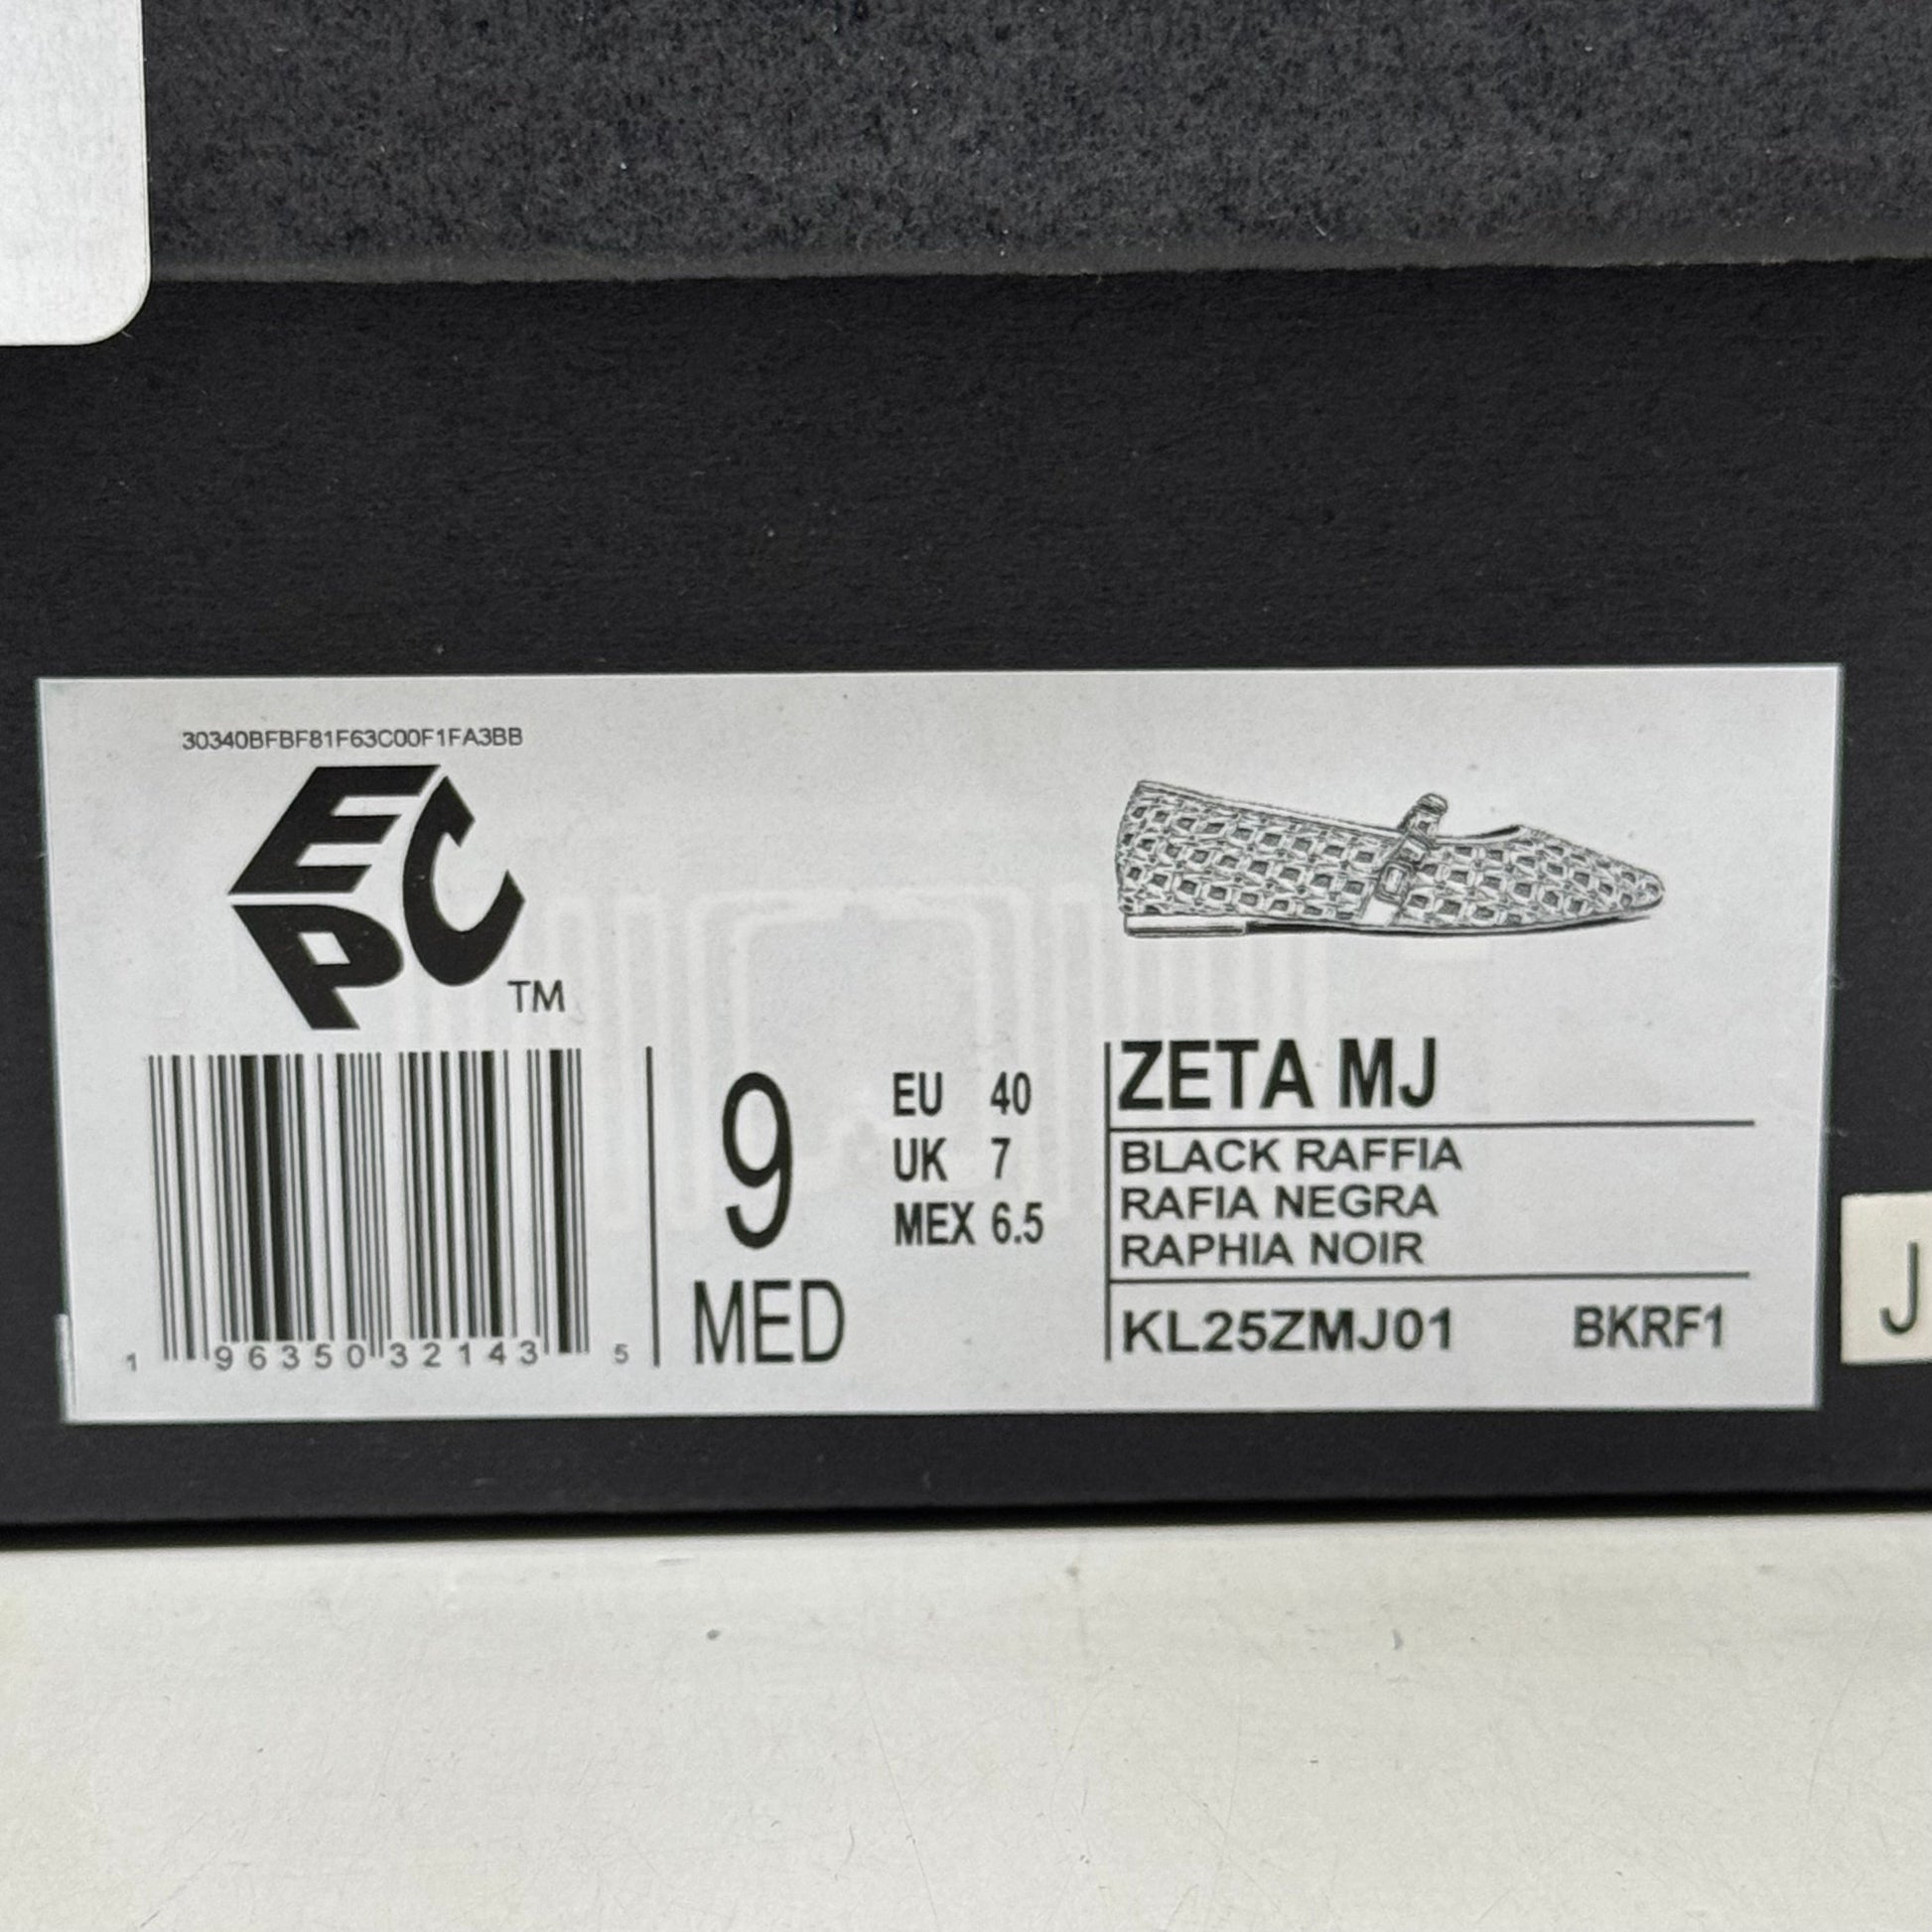 30340BFBF81F63C00F1FA3BB
EPC
TM
1 96350 32143 5
9
MED
EU 40
UK 7
MEX 6.5
ZETA MJ
BLACK RAFFIA
RAFIA NEGRA
RAPHIA NOIR
KL25ZMJ01 BKRF1
J